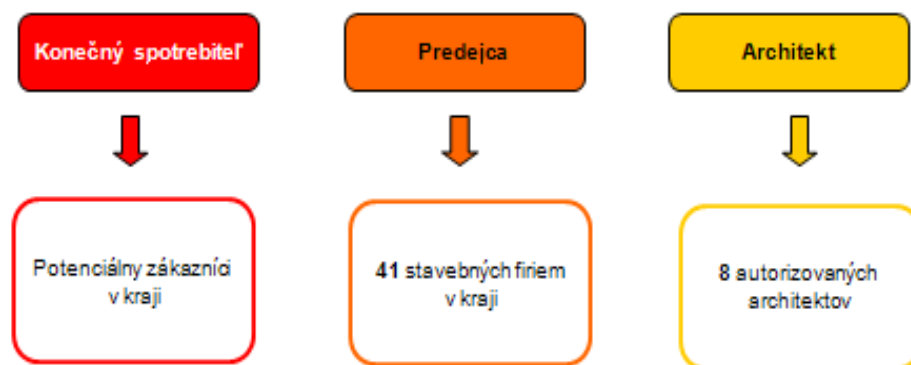 Konečný spotrebiteľ
Predejca
Architekt
Potenciálny zákazníci
v kraji
41 stavebných firiem
v kraji
8 autorizovaných
architektov